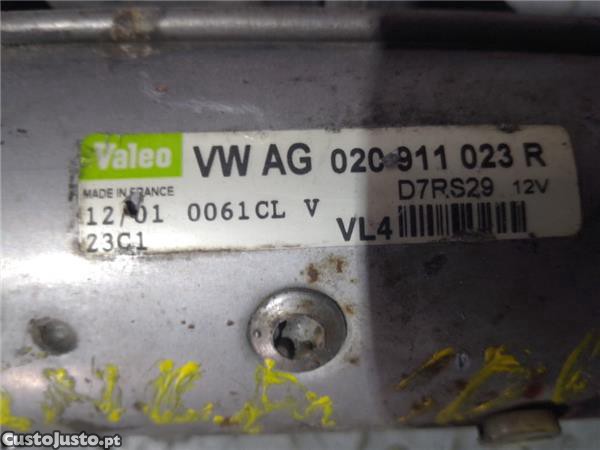 Valeo VW AG 020 911 023 R
MADE IN FRANCE D7RS29 12V
12/01 0061CL V
23C1 VL4
CustoJusto.pt